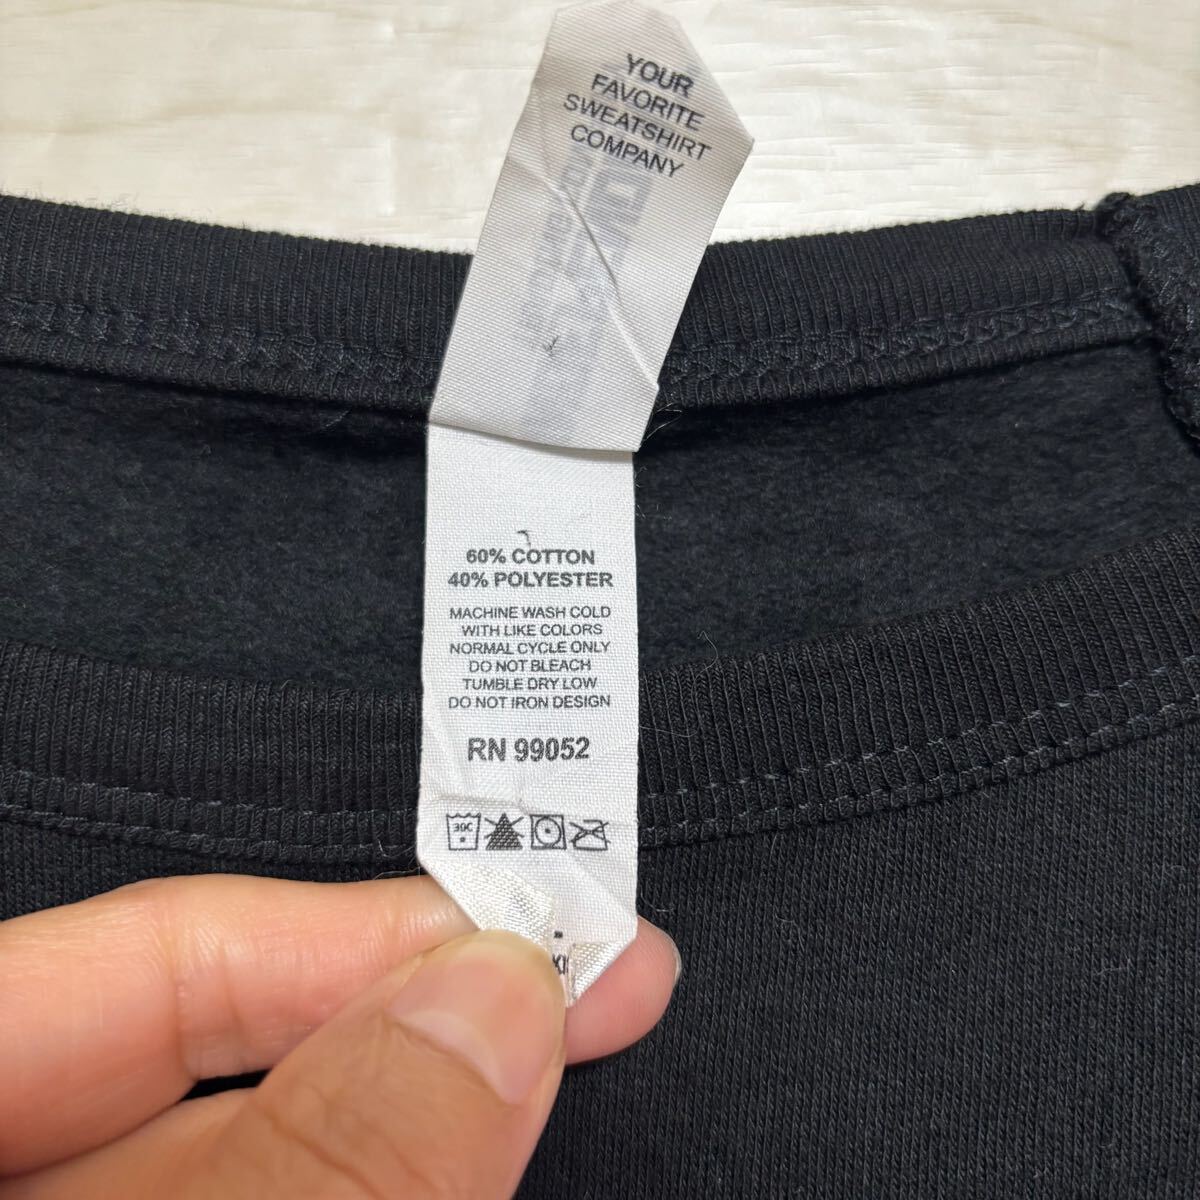 YOUR
FAVORITE
SWEATSHIRT
COMPANY
60% COTTON
40% POLYESTER
MACHINE WASH COLD
WITH LIKE COLORS
NORMAL CYCLE ONLY
DO NOT BLEACH
TUMBLE DRY LOW
DO NOT IRON DESIGN
RN 99052
30C